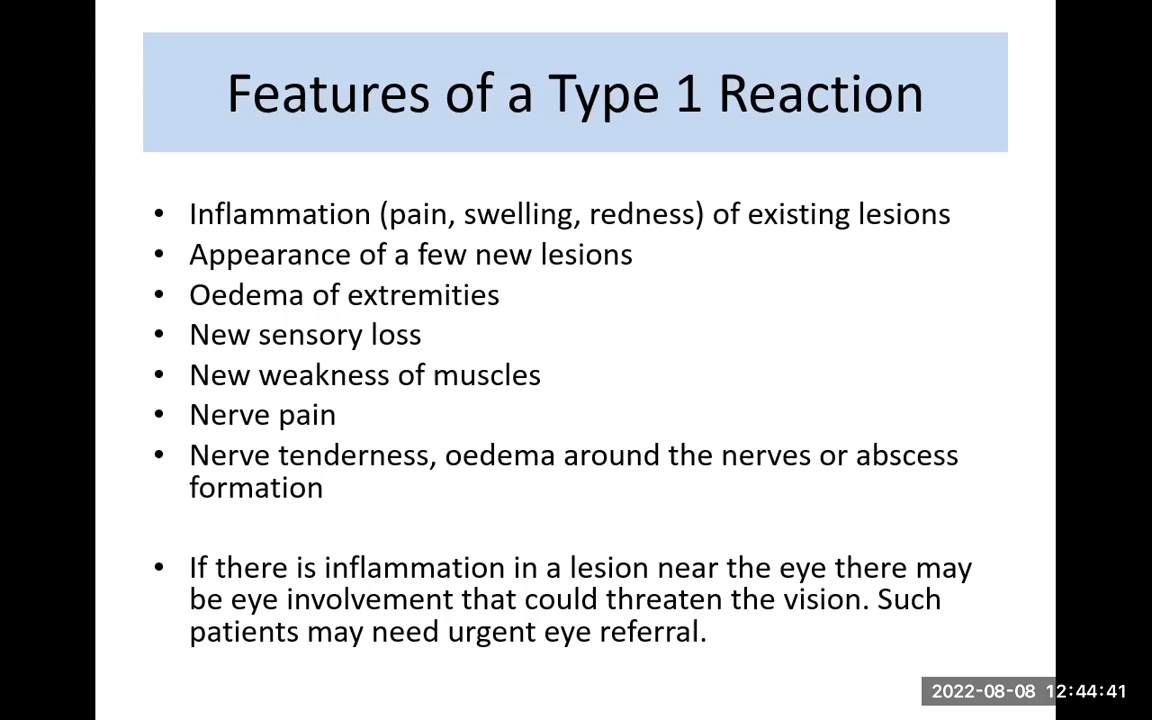 Features of a Type 1 Reaction
• Inflammation (pain, swelling, redness) of existing lesions
• Appearance of a few new lesions
• Oedema of extremities
• New sensory loss
• New weakness of muscles
• Nerve pain
• Nerve tenderness, oedema around the nerves or abscess
formation
• If there is inflammation in a lesion near the eye there may
be eye involvement that could threaten the vision. Such
patients may need urgent eye referral.
2022-08-08 12:44:41